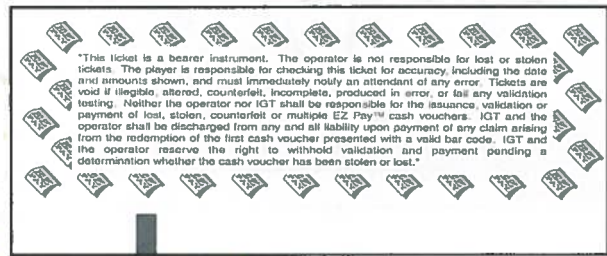 "This ticket is a bearer instrument. The operator is not responsible for lost or stolen
tickets. The player is responsible for checking this ticket for accuracy, including the date
and amounts shown, and must immediately notify an attendant of any error. Tickets are
void if illegible, altered, counterfeit, incomplete, produced in error, or fail any validation
testing. Neither the operator nor IGT shall be responsible for the issuance, validation or
payment of lost, stolen, counterfeit or multiple EZ Pay™ cash vouchers. IGT and the
operator shall be discharged from any and all liability upon payment of any claim arising
from the redemption of the first cash voucher presented with a valid bar code. IGT and
the operator reserve the right to withhold validation and payment pending a
determination whether the cash voucher has been stolen or lost."